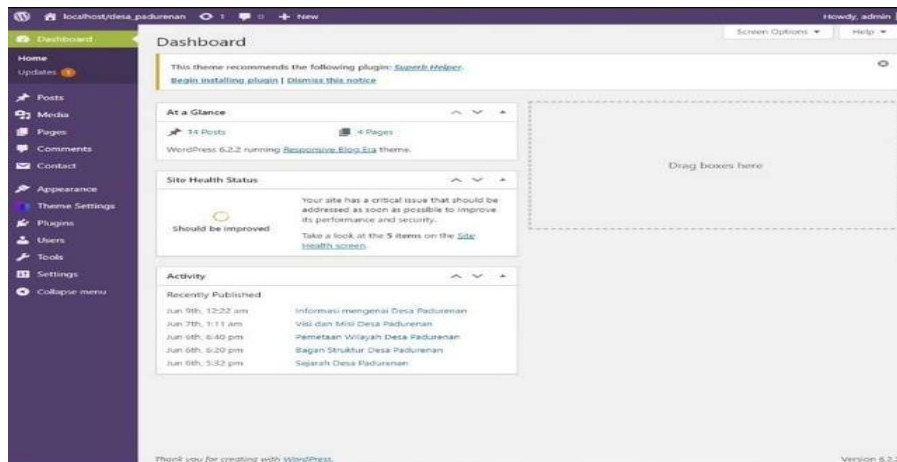 localhost/desa_padurenan 1 0 New
Howdy, admin
Dashboard
Home
Updates 1
Posts
Media
Pages
Comments
Contact
Appearance
Theme Settings
Plugins
Users
Tools
Settings
Collapse menu
Dashboard
Screen Options
Help
This theme recommends the following plugin: Superb Helper.
Begin installing plugin | Dismiss this notice
At a Glance
14 Posts
4 Pages
WordPress 6.2.2 running Responsive Blog Era theme.
Site Health Status
Should be improved
Your site has a critical issue that should be
addressed as soon as possible to improve
its performance and security.
Take a look at the 5 items on the Site
Health screen.
Activity
Recently Published
Jun 9th, 12:22 am Informasi mengenai Desa Padurenan
Jun 7th, 1:11 am Visi dan Misi Desa Padurenan
Jun 6th, 6:40 pm Pemetaan Wilayah Desa Padurenan
Jun 6th, 6:20 pm Bagan Struktur Desa Padurenan
Jun 6th, 5:32 pm Sejarah Desa Padurenan
Drag boxes here
Thank you for creating with WordPress.
Version 6.2.2